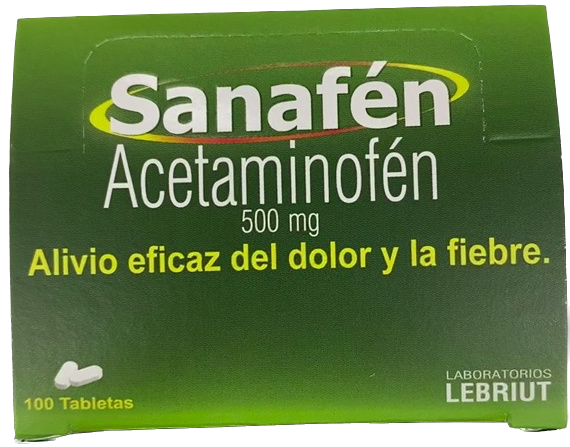 Sanafén
Acetaminofén
500 mg
Alivio eficaz del dolor y la fiebre.
100 Tabletas
LABORATORIOS
LEBRIUT